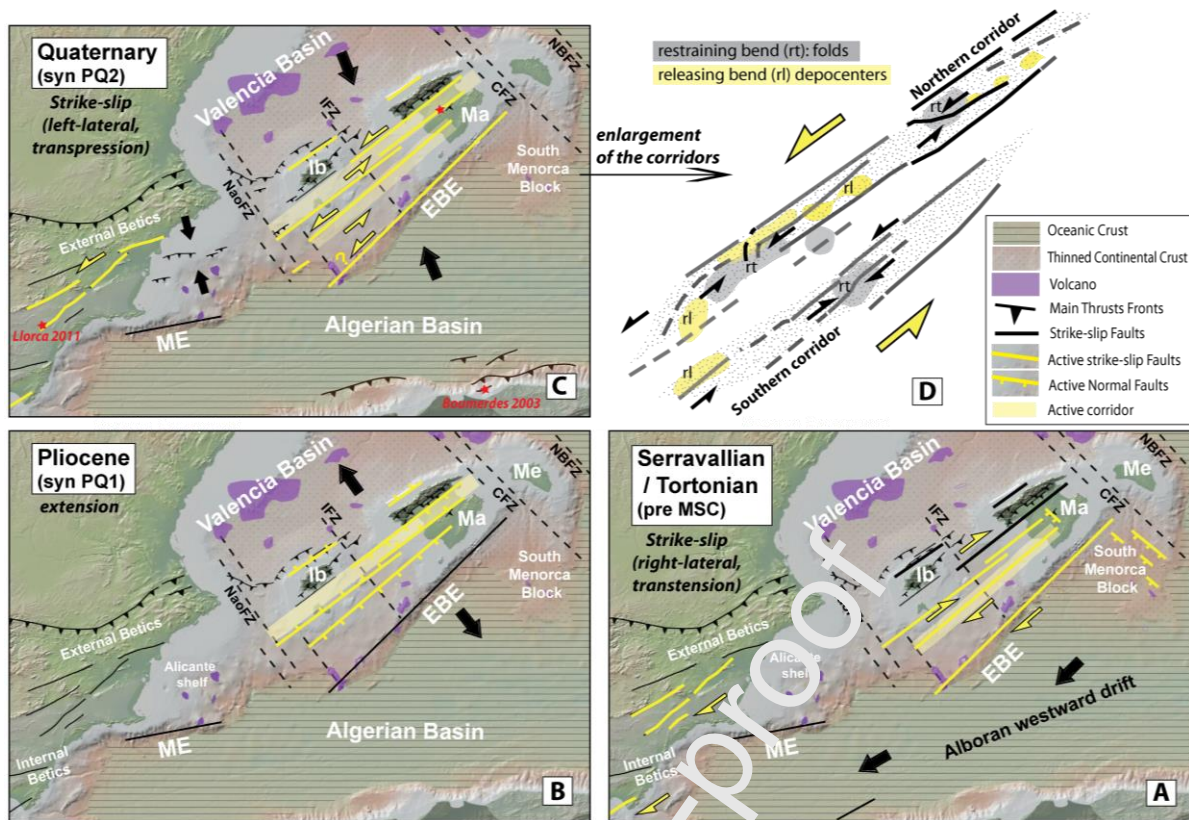 Quaternary
(syn PQ2)
Strike-slip
(left-lateral,
transpression)
Valencia Basin
NBFZ
CFZ
IFZ
Ma
Ib
South
Menorca
Block
NaoFZ
EBE
?
External Betics
Llorca 2011
ME
Algerian Basin
Boumerdes 2003
C
enlargement
of the corridors
restraining bend (rt): folds
releasing bend (rl) depocenters
Northern corridor
rt
rl
rt
rt
rl
rl
Southern corridor
D
Oceanic Crust
Thinned Continental Crust
Volcano
Main Thrusts Fronts
Strike-slip Faults
Active strike-slip Faults
Active Normal Faults
Active corridor
Pliocene
(syn PQ1)
extension
Valencia Basin
NBFZ
Me
CFZ
IFZ
Ma
Ib
South
Menorca
Block
NaoFZ
EBE
External Betics
Alicante
shelf
Internal
Betics
ME
Algerian Basin
B
Serravallian
/ Tortonian
(pre MSC)
Strike-slip
(right-lateral,
transtension)
Valencia Basin
NBFZ
Me
CFZ
IFZ
Ma
Ib
South
Menorca
Block
EBE
External Betics
Alicante
Internal
Betics
ME
Alboran westward drift
-proof
A